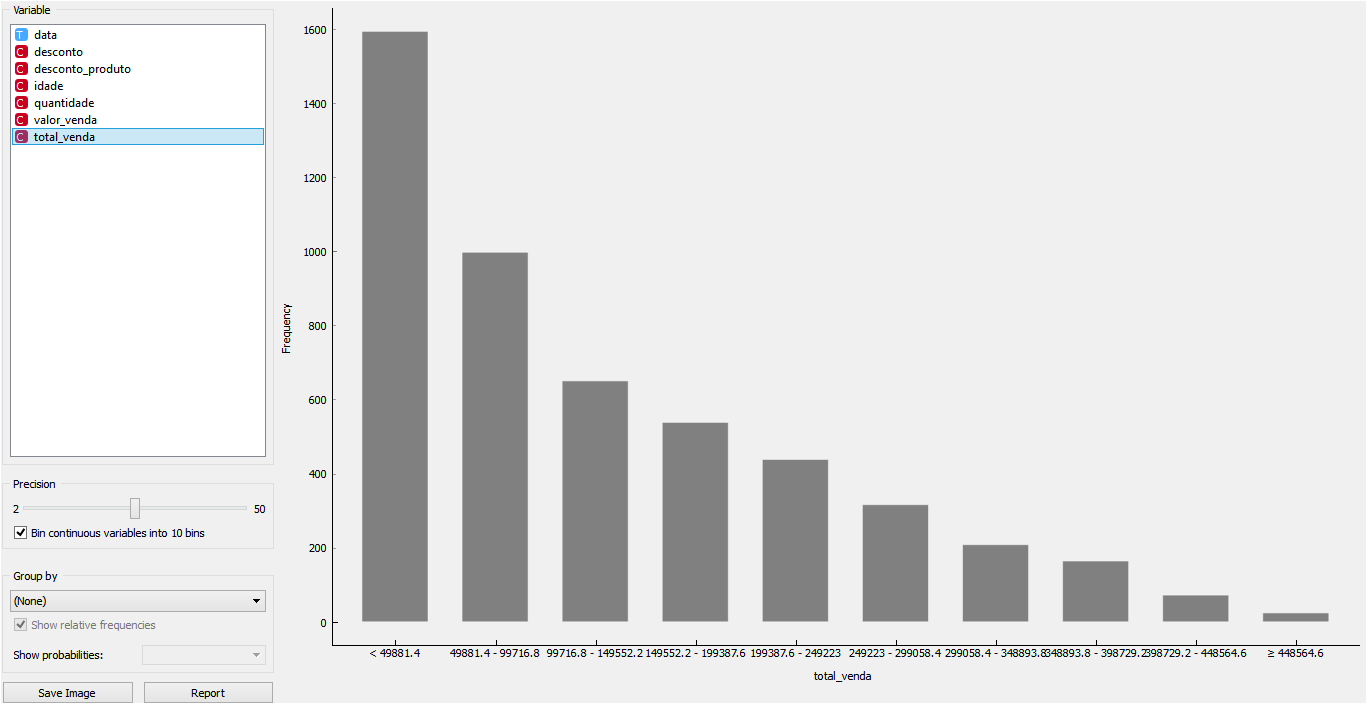 Variable
T data
C desconto
C desconto_produto
C idade
C quantidade
C valor_venda
C total_venda
Precision
2 50
Bin continuous variables into 10 bins
Group by
(None)
Show relative frequencies
Show probabilities:
Save Image Report
Frequency
1600
1400
1200
1000
800
600
400
200
0
< 49881.4 49881.4 - 99716.8 99716.8 - 149552.2 149552.2 - 199387.6 199387.6 - 249223 249223 - 299058.4 299058.4 - 348893.8 348893.8 - 398729.2 398729.2 - 448564.6 ≥ 448564.6
total_venda